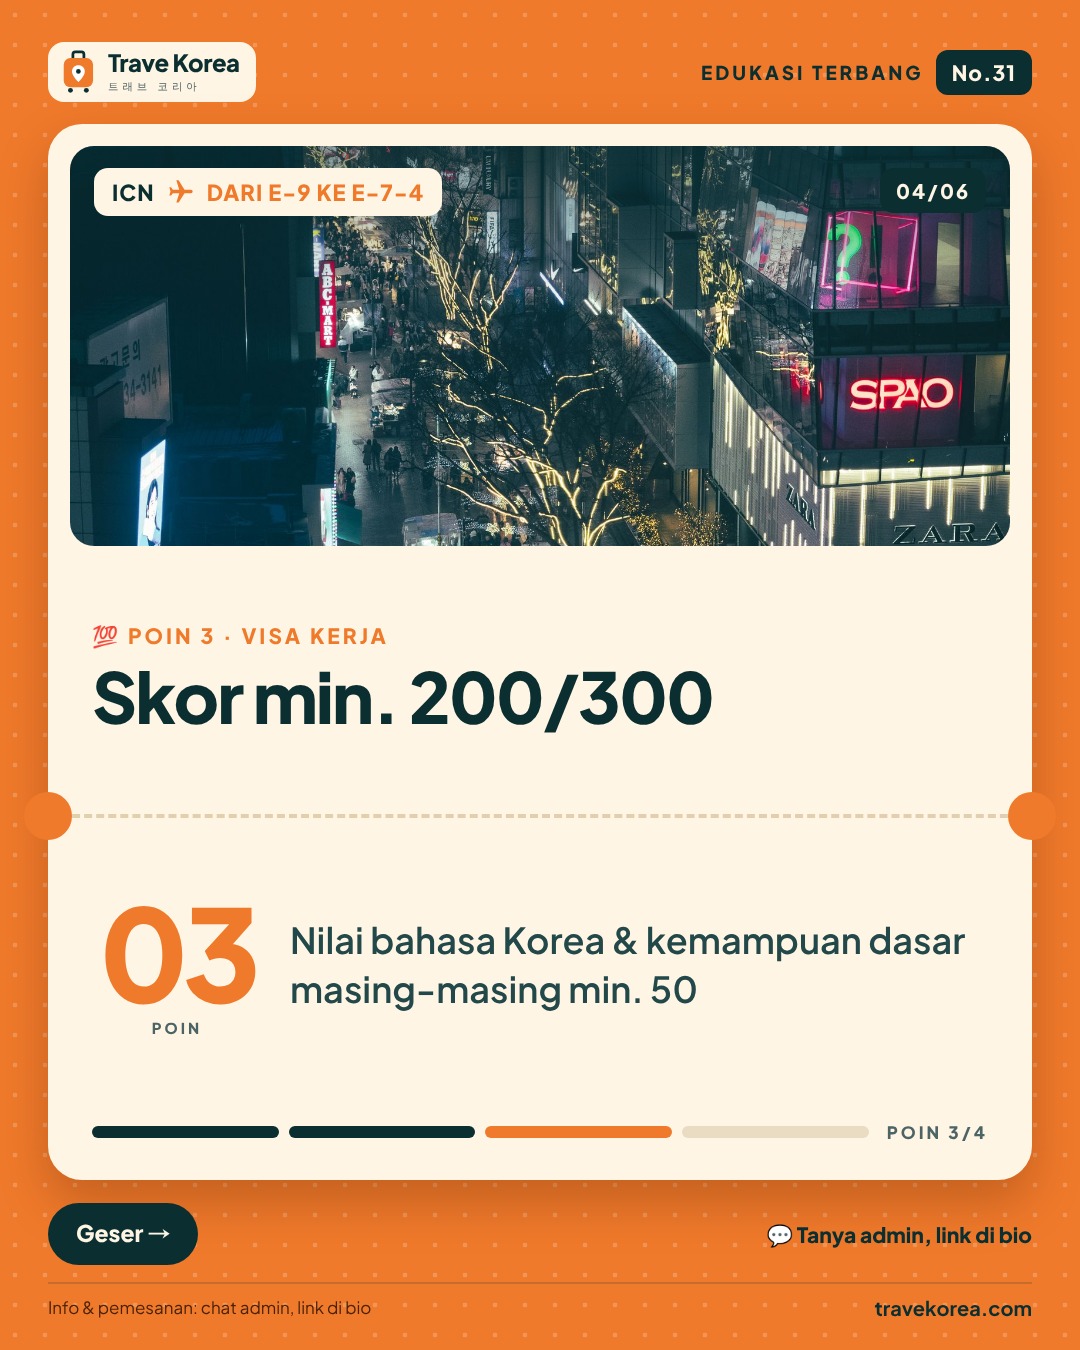 Trave Korea
트래브 코리아
EDUKASI TERBANG
No.31
ICN ✈ DARI E-9 KE E-7-4
04/06
ABC-MART
?
SPAO
ZARA
ZARA
💯 POIN 3 · VISA KERJA
Skor min. 200/300
03
POIN
Nilai bahasa Korea & kemampuan dasar
masing-masing min. 50
POIN 3/4
Geser →
💬 Tanya admin, link di bio
Info & pemesanan: chat admin, link di bio
travekorea.com